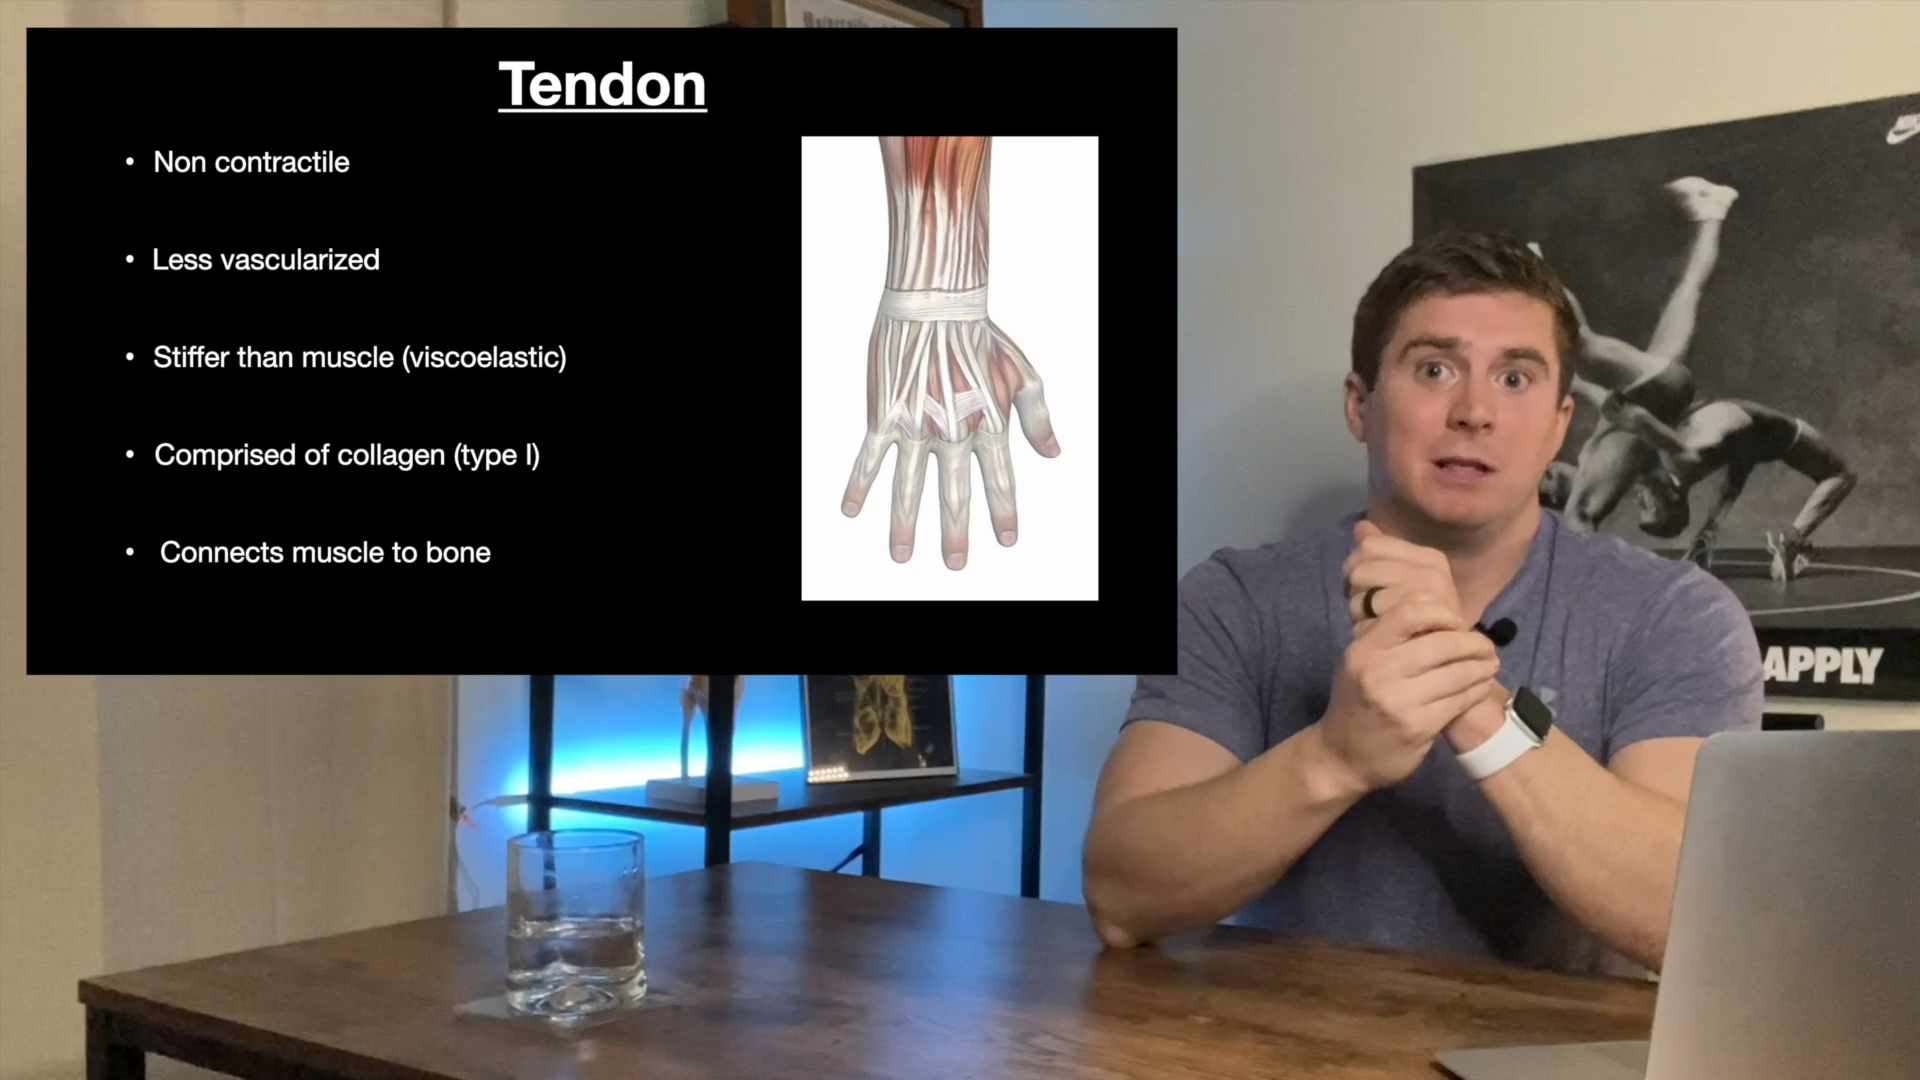 Tendon
• Non contractile
• Less vascularized
• Stiffer than muscle (viscoelastic)
• Comprised of collagen (type I)
• Connects muscle to bone
APPLY